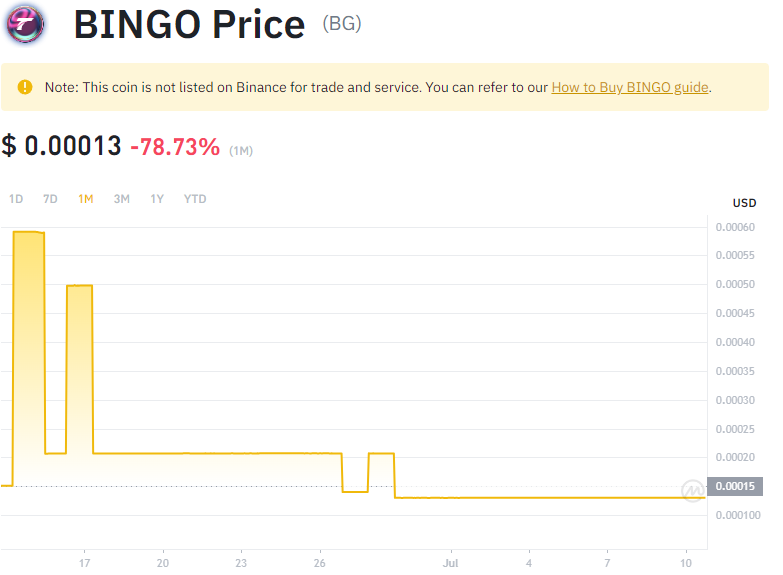 BINGO Price (BG)
Note: This coin is not listed on Binance for trade and service. You can refer to our How to Buy BINGO guide.
$ 0.00013 -78.73% (1M)
1D 7D 1M 3M 1Y YTD
USD
0.00060
0.00055
0.00050
0.00045
0.00040
0.00035
0.00030
0.00025
0.00020
0.00015
0.000100
17 20 23 26 Jul 4 7 10